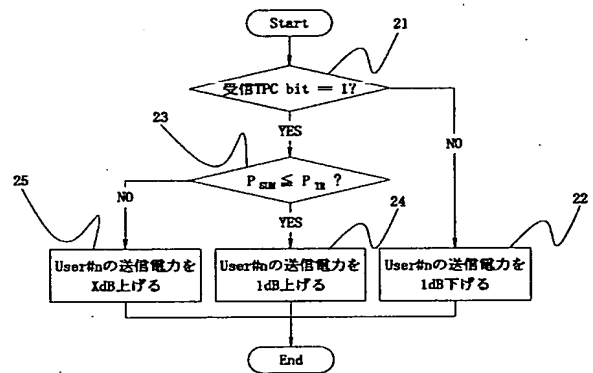 Start
21
受信TPC bit = 1?
23
YES
NO
P SUM ≦ P TH ?
25
NO
YES
24
22
User#nの送信電力を
XdB上げる
User#nの送信電力を
1dB上げる
User#nの送信電力を
1dB下げる
End